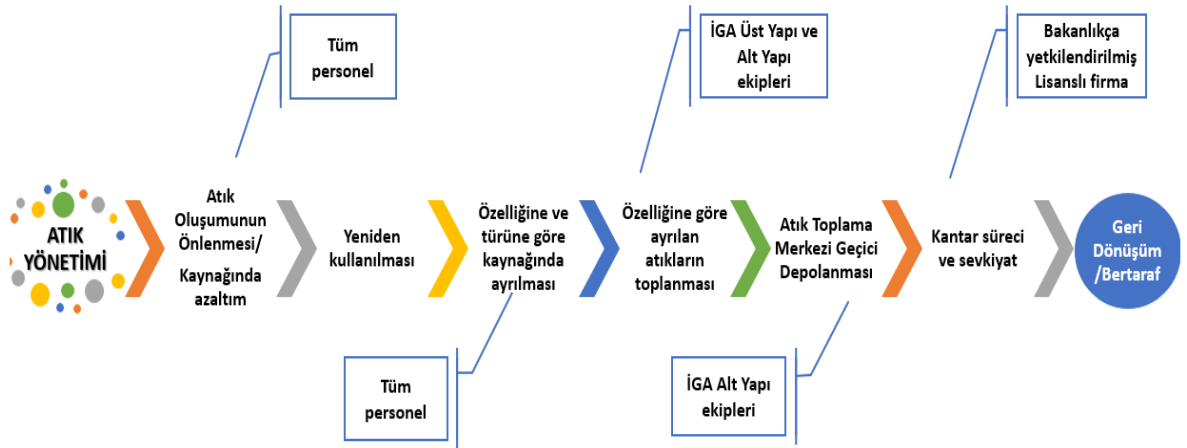 Tüm
personel
İGA Üst Yapı ve
Alt Yapı
ekipleri
Bakanlıkça
yetkilendirilmiş
Lisanslı firma
ATIK
YÖNETİMİ
Atık
Oluşumunun
Önlenmesi/
Kaynağında
azaltım
Yeniden
kullanılması
Özelliğine ve
türüne göre
kaynağında
ayrılması
Özelliğine göre
ayrılan
atıkların
toplanması
Atık Toplama
Merkezi Geçici
Depolanması
Kantar süreci
ve sevkiyat
Geri
Dönüşüm
/Bertaraf
Tüm
personel
İGA Alt Yapı
ekipleri